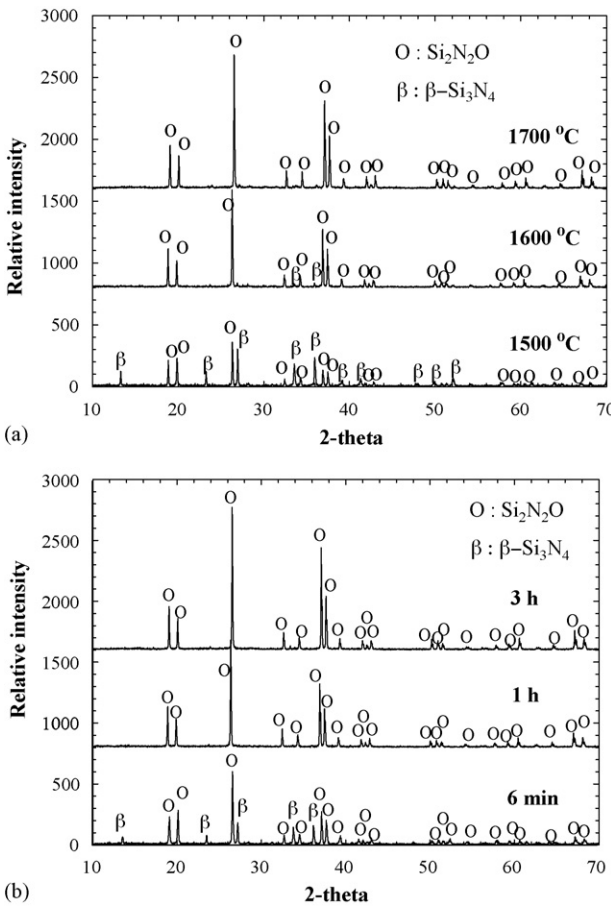 3000
O
O : Si₂N₂O
2500
β : β–Si₃N₄
O
O
2000
O O
1700 °C
O O O O O O O O O O O O O O O
1500
O
O
O
1000
O O
1600 °C
O β O β O O O O O O O O O O O O
500
O β β β
1500 °C
β O O β O O O O β β O O β β β O O O O O O
0
10 20 30 40 50 60 70
Relative intensity
2-theta
(a)
3000
O
O : Si₂N₂O
2500
β : β–Si₃N₄
O
O
2000
O O
3 h
O O O O O O O O O O O O O O O O
1500
O
O
O
1000
O O
1 h
O O O O O O O O O O O O O O O O
500
O
O O
6 min
β β β β O O O O O O O O O O O O O O O O O
0
10 20 30 40 50 60 70
Relative intensity
2-theta
(b)